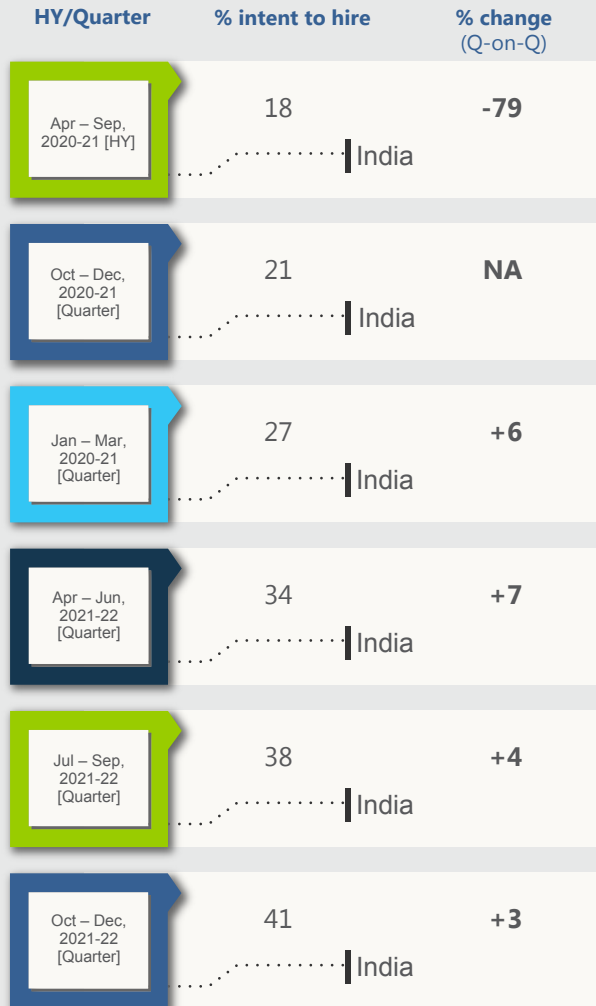 HY/Quarter % intent to hire % change
(Q-on-Q)
Apr – Sep,
2020-21 [HY]
18 -79
India
Oct – Dec,
2020-21
[Quarter]
21 NA
India
Jan – Mar,
2020-21
[Quarter]
27 +6
India
Apr – Jun,
2021-22
[Quarter]
34 +7
India
Jul – Sep,
2021-22
[Quarter]
38 +4
India
Oct – Dec,
2021-22
[Quarter]
41 +3
India